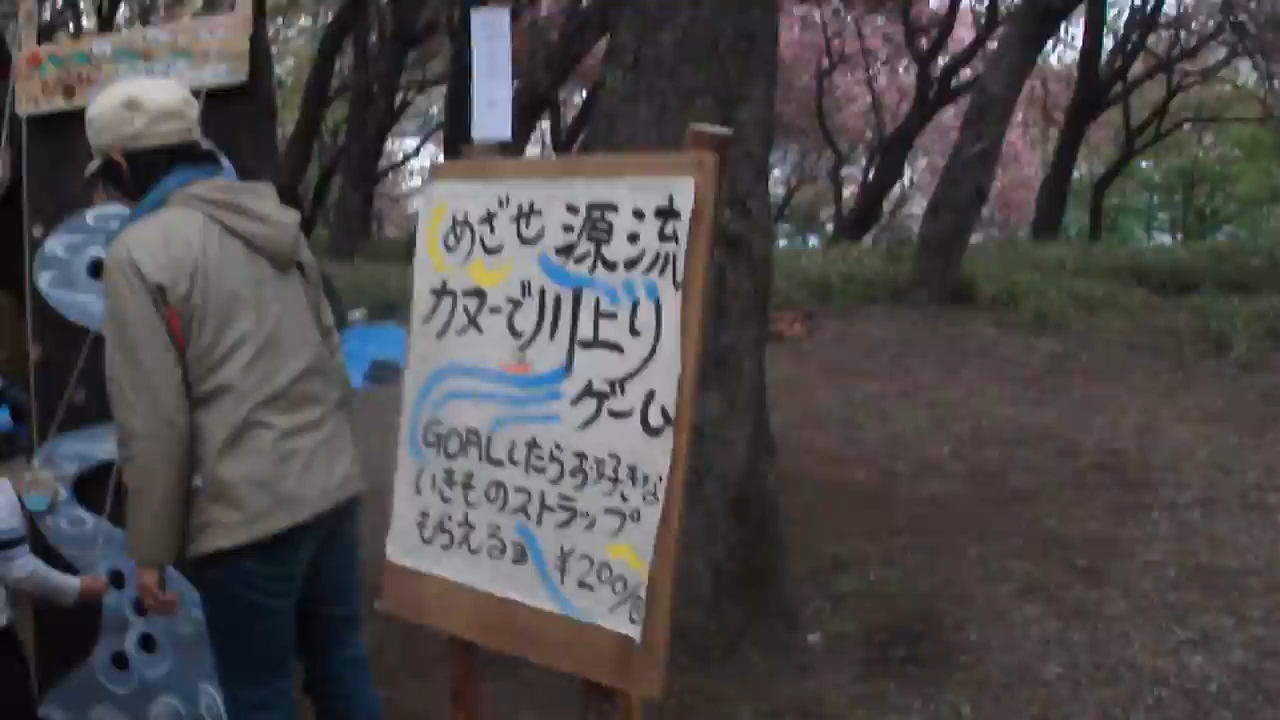 めざせ 源流
カヌーで川上り
ゲーム
GOALしたらお好きな
いきものストラップ
もらえるヨ ¥200/回